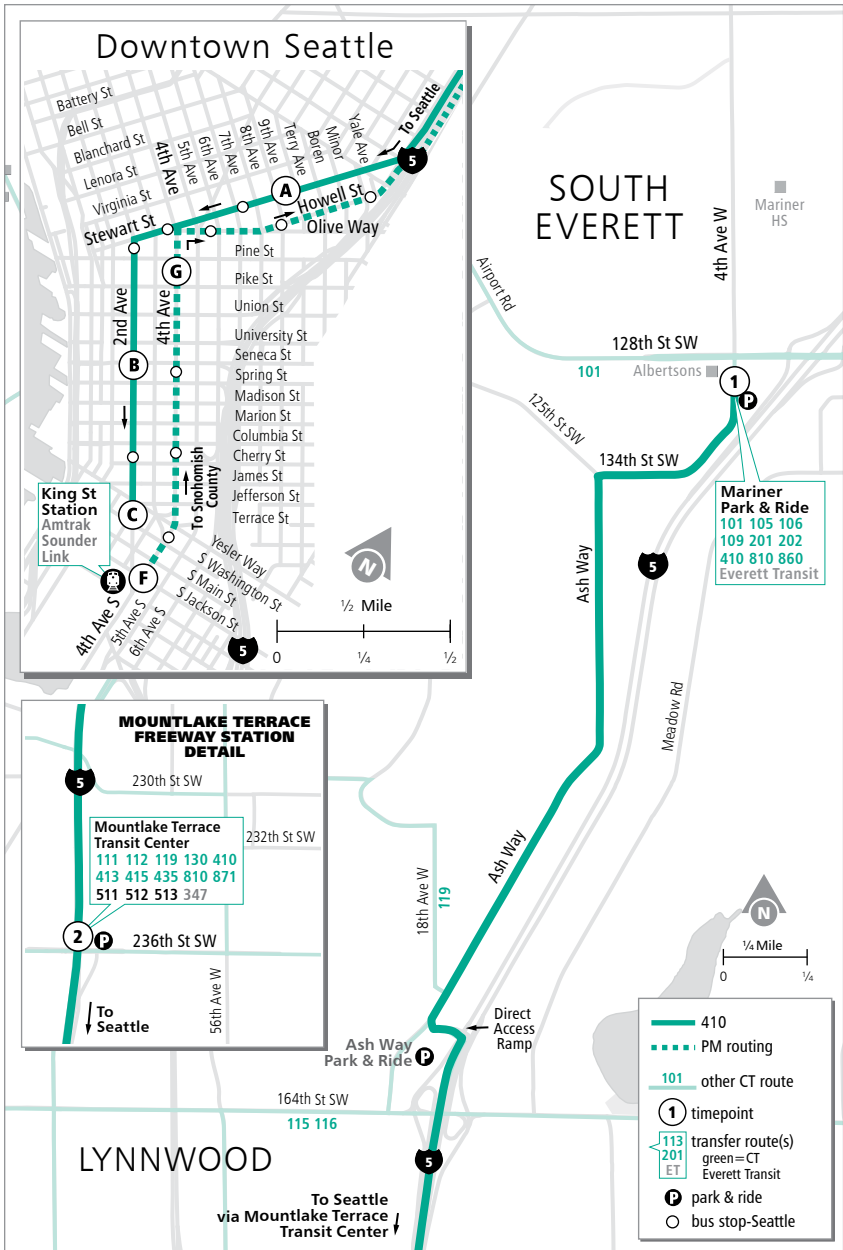 Downtown Seattle
Battery St
Bell St
Blanchard St
Lenora St
Virginia St
Stewart St
4th Ave
5th Ave
6th Ave
7th Ave
8th Ave
9th Ave
Terry Ave
Boren
Minor
Yale Ave
To Seattle
5
A
Howell St
Olive Way
G
2nd Ave
4th Ave
Pine St
Pike St
Union St
University St
Seneca St
Spring St
Madison St
Marion St
Columbia St
Cherry St
James St
Jefferson St
Terrace St
B
C
To Snohomish
County
King St
Station
Amtrak
Sounder
Link
F
Yesler Way
S Washington St
S Main St
S Jackson St
4th Ave S
5th Ave S
6th Ave S
5
N
½ Mile
0
¼
½
SOUTH
EVERETT
Mariner
HS
4th Ave W
Airport Rd
128th St SW
101
Albertsons
1
P
125th St SW
134th St SW
Mariner
Park & Ride
101 105 106
109 201 202
410 810 860
Everett Transit
Ash Way
5
Meadow Rd
MOUNTLAKE TERRACE
FREEWAY STATION
DETAIL
5
230th St SW
232th St SW
Mountlake Terrace
Transit Center
111 112 119 130 410
413 415 435 810 871
511 512 513 347
2
P
236th St SW
56th Ave W
To
Seattle
Ash Way
18th Ave W
119
N
¼ Mile
0
¼
Direct
Access
Ramp
Ash Way
Park & Ride
P
164th St SW
115 116
LYNNWOOD
5
To Seattle
via Mountlake Terrace
Transit Center
410
PM routing
101
other CT route
1
timepoint
113
201
ET
transfer route(s)
green=CT
Everett Transit
P
park & ride
bus stop-Seattle